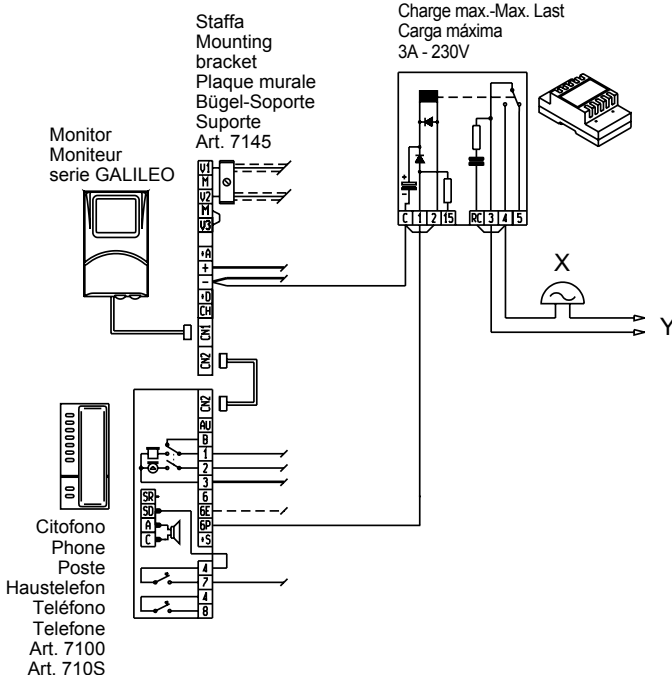 Staffa
Mounting
bracket
Plaque murale
Bügel-Soporte
Suporte
Art. 7145
Charge max.-Max. Last
Carga máxima
3A - 230V
Monitor
Moniteur
serie GALILEO
V1
M
V2
M
V3
+A
+
−
+D
CH
CN1
CN2
C 1 2 15 RC 3 4 5
+
−
X
Y
CN2
AU
B
1
2
3
6
6E
6P
+S
4
7
4
8
SR
SD
A
C
Citofono
Phone
Poste
Haustelefon
Teléfono
Telefone
Art. 7100
Art. 710S